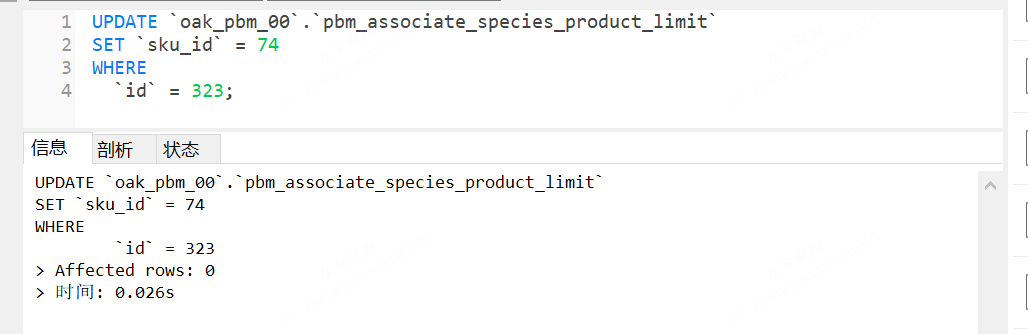 1 UPDATE `oak_pbm_00`.`pbm_associate_species_product_limit`
2 SET `sku_id` = 74
3 WHERE
4 `id` = 323;
信息 剖析 状态
UPDATE `oak_pbm_00`.`pbm_associate_species_product_limit`
SET `sku_id` = 74
WHERE
`id` = 323
> Affected rows: 0
> 时间: 0.026s